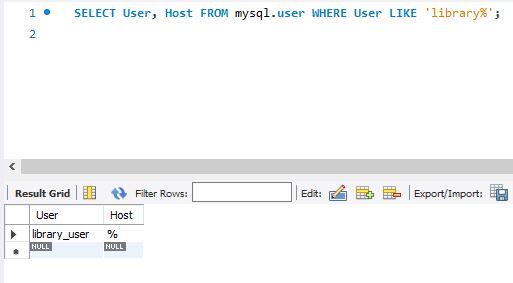 1 SELECT User, Host FROM mysql.user WHERE User LIKE 'library%';
2
Result Grid Filter Rows: Edit: Export/Import:
User Host
library_user %
NULL NULL